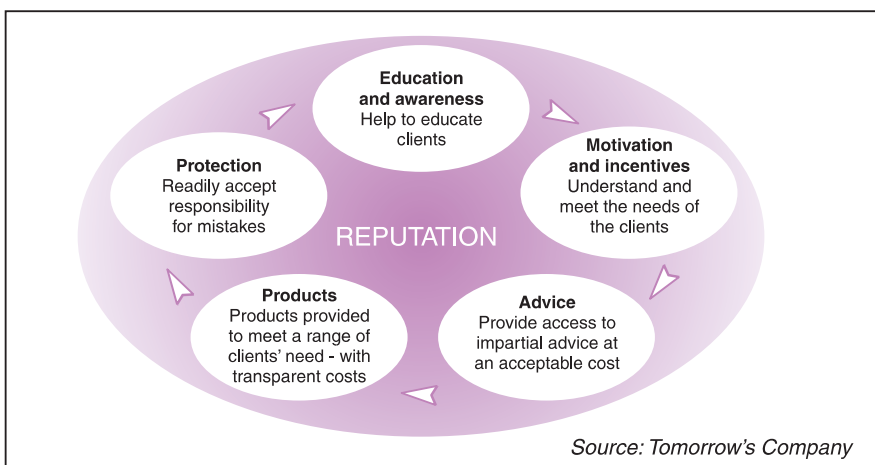 Education
and awareness
Help to educate
clients
Motivation
and incentives
Understand and
meet the needs of
the clients
Advice
Provide access to
impartial advice at
an acceptable cost
Products
Products provided
to meet a range of
clients' need - with
transparent costs
Protection
Readily accept
responsibility
for mistakes
REPUTATION
Source: Tomorrow's Company